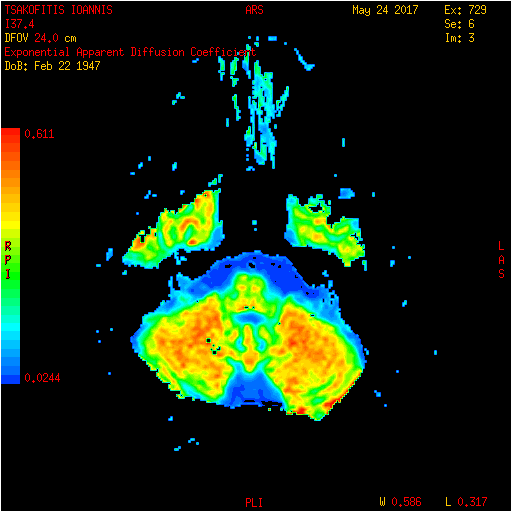 TSAKOFITIS IOANNIS
ARS
May 24 2017
Ex: 729
I37.4
Se: 6
DFOV 24.0 cm
Im: 3
Exponential Apparent Diffusion Coefficient
DoB: Feb 22 1947
0.611
R
P
I
L
A
S
0.0244
PLI
W 0.586
L 0.317